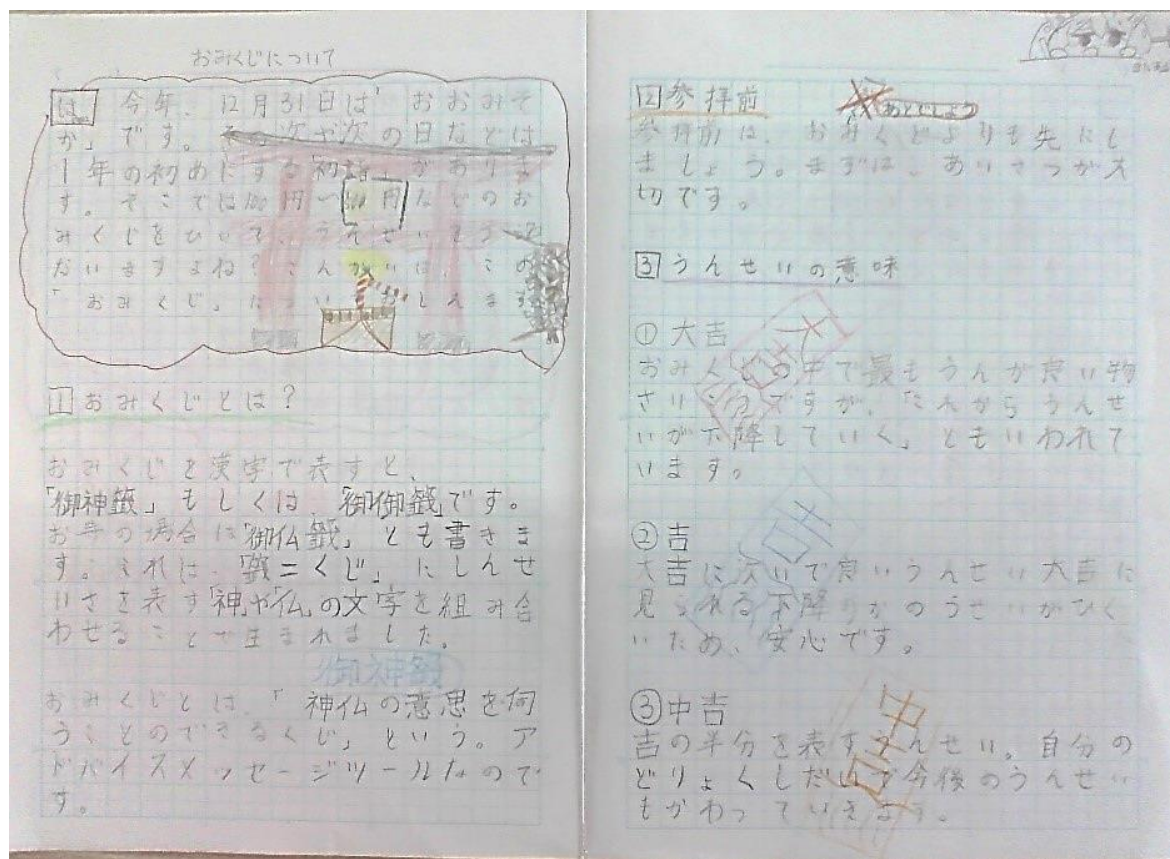 おみくじについて
は 今年、12月31日は「おおみそ
か」です。その次や次の日などは
1年の初めにする初詣、がありま
す。そこでは100円〜300円などのお
みくじをひいて、うんせいをうら
ないますよね?こんかいは、この
「おみくじ」についておしえます
1 おみくじとは?
おみくじを漢字で表すと、
「御神籤」もしくは、「御御籤」です。
お寺の場合は「御仏籤」とも書きま
す。これは、「籤=くじ」にしんせ
いさを表す「神」や「仏」の文字を組み合
わせることで生まれました。
御神籤
おみくじとは、「神仏の意思を伺
うことのできるくじ」という。ア
ドバイスメッセージツールなので
す。
2 参拝前
あとでしよう
参拝前は、おみくじよりも先にし
ましょう。まずは、あいさつが大
切です。
3 うんせいの意味
① 大吉
大吉
おみくじの中で最もうんが良い物
さいこうですが、「これからうんせ
いが下降していく」ともいわれて
います。
② 吉
吉
大吉に次いで良いうんせい大吉に
見られる下降りかのうせいがひく
いため、安心です。
③ 中吉
中吉
吉の半分を表すうんせい。自分の
どりょくしだいで今後のうんせい
もかわっていきます。